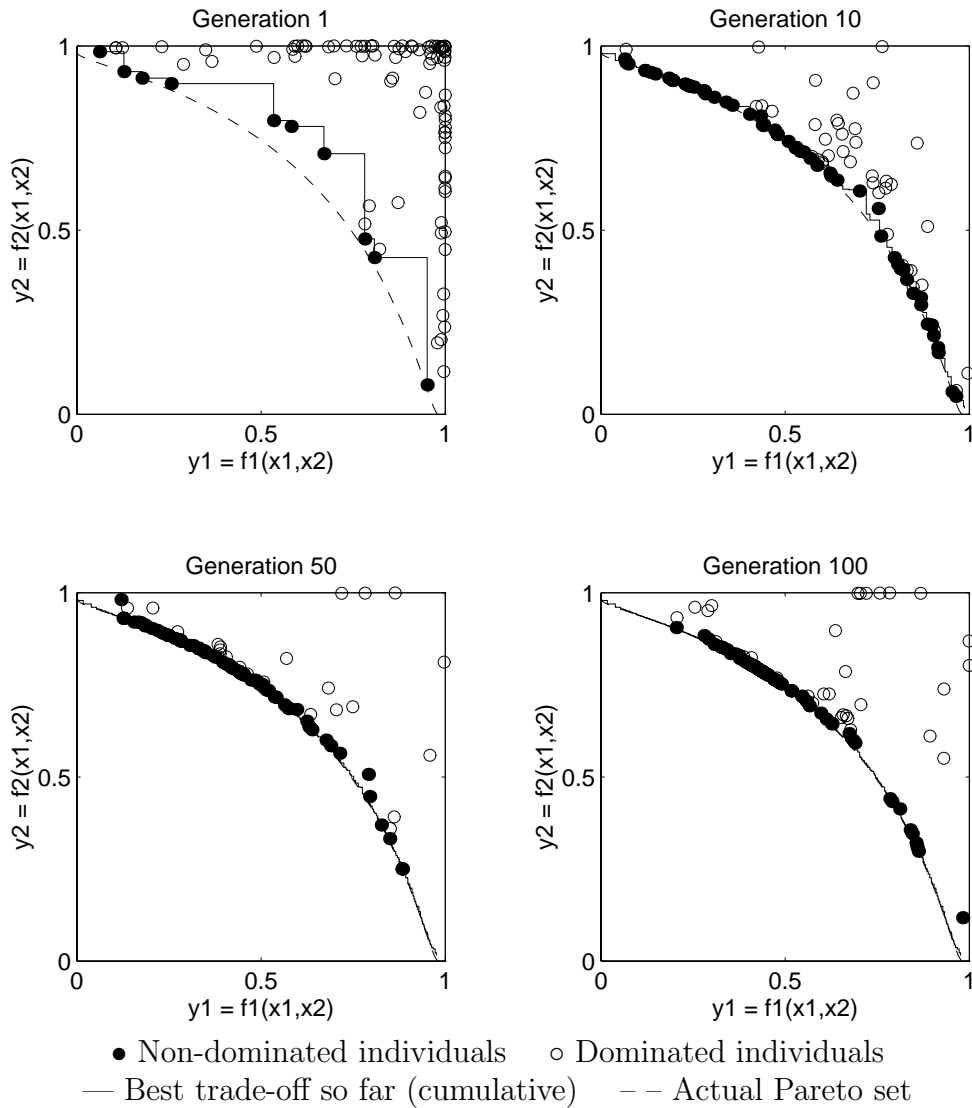 Generation 1
Generation 10
1
0.5
0
y2 = f2(x1,x2)
0 0.5 1
y1 = f1(x1,x2)
1
0.5
0
y2 = f2(x1,x2)
0 0.5 1
y1 = f1(x1,x2)
Generation 50
Generation 100
1
0.5
0
y2 = f2(x1,x2)
0 0.5 1
y1 = f1(x1,x2)
1
0.5
0
y2 = f2(x1,x2)
0 0.5 1
y1 = f1(x1,x2)
● Non-dominated individuals ○ Dominated individuals
— Best trade-off so far (cumulative) – – Actual Pareto set